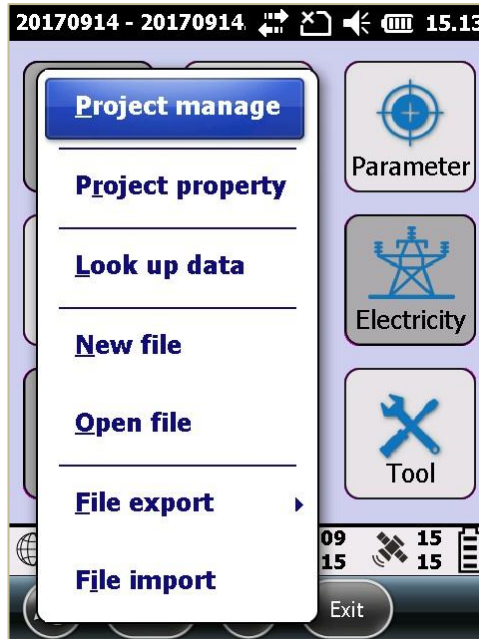 20170914 - 20170914 15.13
Project manage
Project property
Look up data
New file
Open file
File export
File import
Parameter
Electricity
Tool
09 15
15 15
Exit